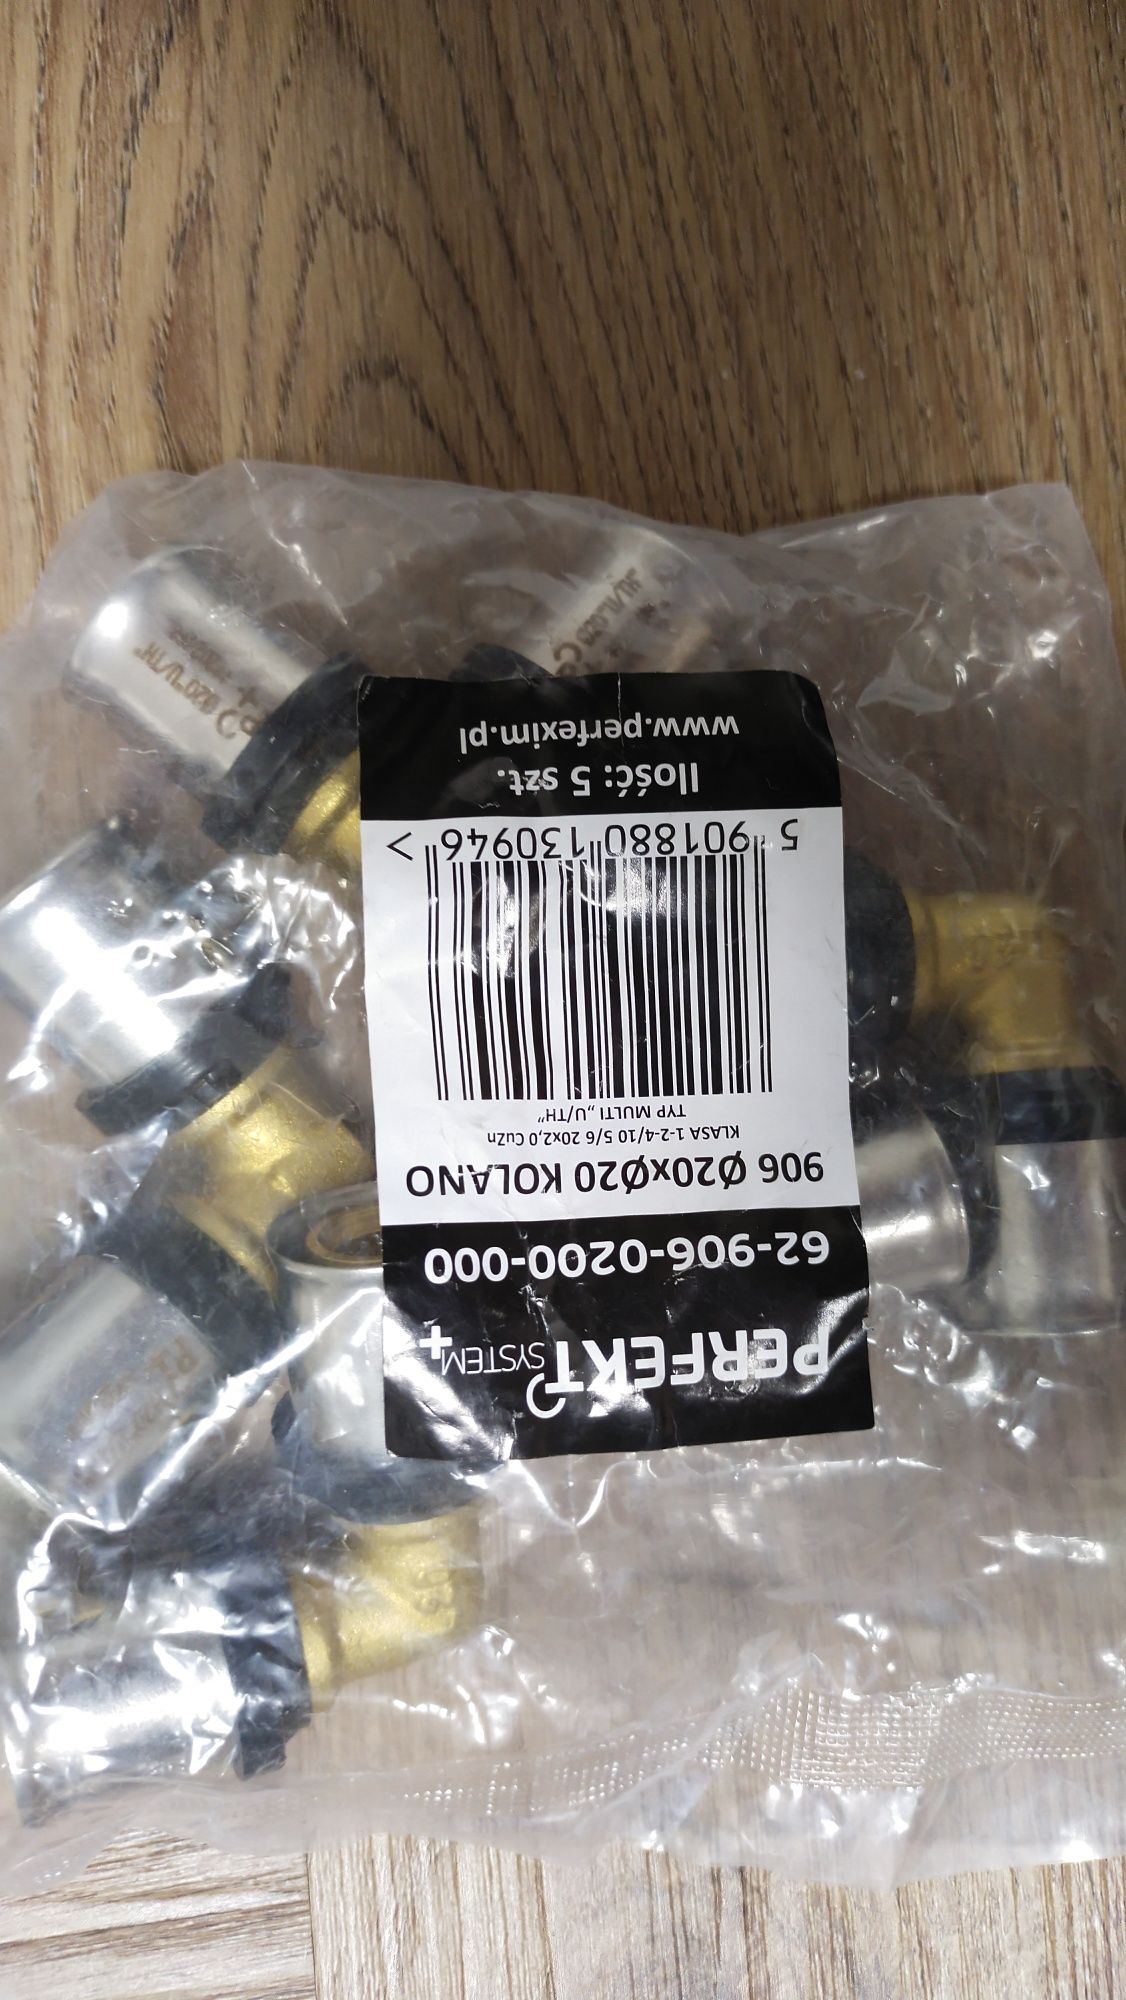 PERFEKT
SYSTEM+
62-906-0200-000
906 Ø20xØ20 KOLANO
KLASA 1-2-4/10 5/6 20x2,0 CuZn
TYP MULTI „U/TH”
5 901880 130946 >
Ilość: 5 szt.
www.perfexim.pl